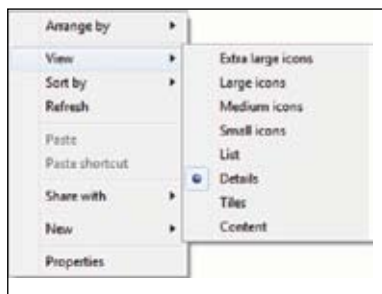 Arrange by
View
Sort by
Refresh
Paste
Paste shortcut
Share with
New
Properties
Extra large icons
Large icons
Medium icons
Small icons
List
Details
Tiles
Content